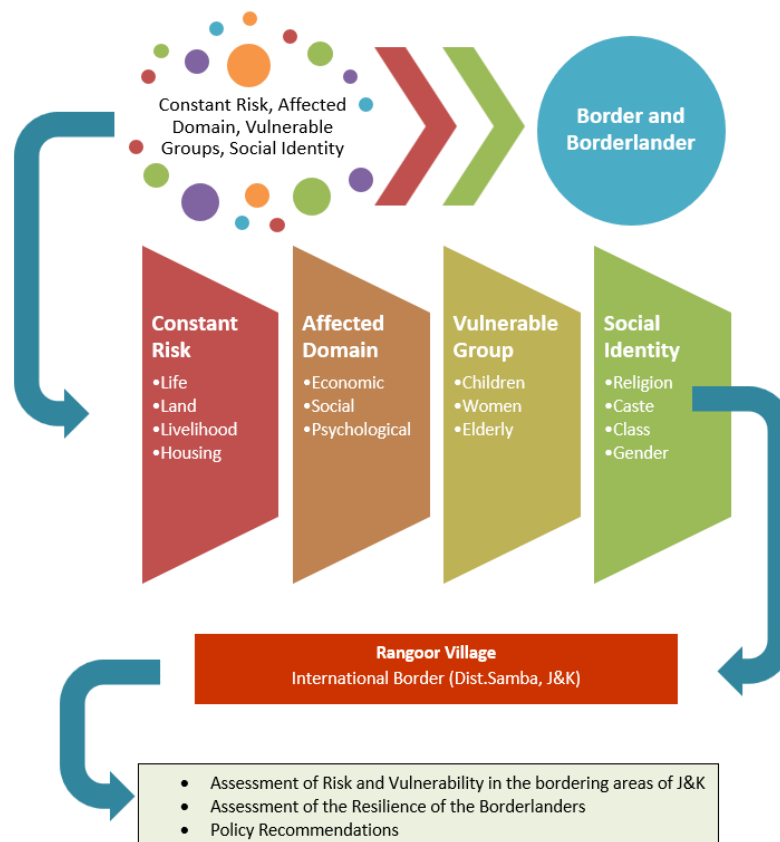 Constant Risk, Affected
Domain, Vulnerable
Groups, Social Identity
Border and
Borderlander
Constant
Risk
•Life
•Land
•Livelihood
•Housing
Affected
Domain
•Economic
•Social
•Psychological
Vulnerable
Group
•Children
•Women
•Elderly
Social
Identity
•Religion
•Caste
•Class
•Gender
Rangoor Village
International Border (Dist.Samba, J&K)
• Assessment of Risk and Vulnerability in the bordering areas of J&K
• Assessment of the Resilience of the Borderlanders
• Policy Recommendations